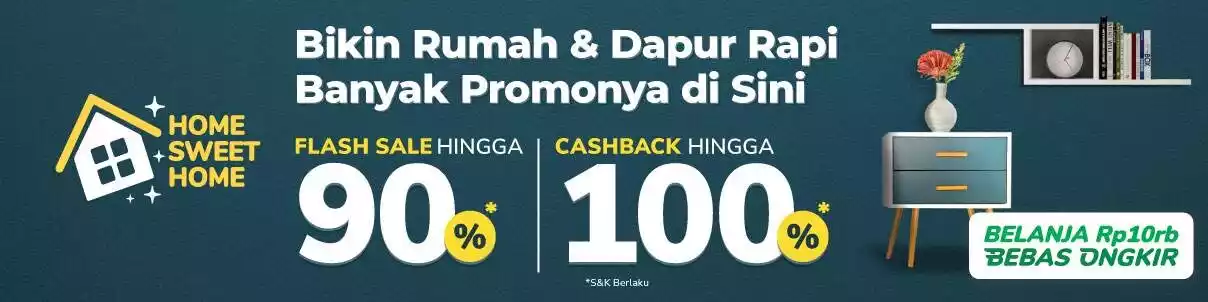 Bikin Rumah & Dapur Rapi
Banyak Promonya di Sini
HOME
SWEET
HOME
FLASH SALE HINGGA
90%*
CASHBACK HINGGA
100%*
*S&K Berlaku
BELANJA Rp10rb
BEBAS ONGKIR